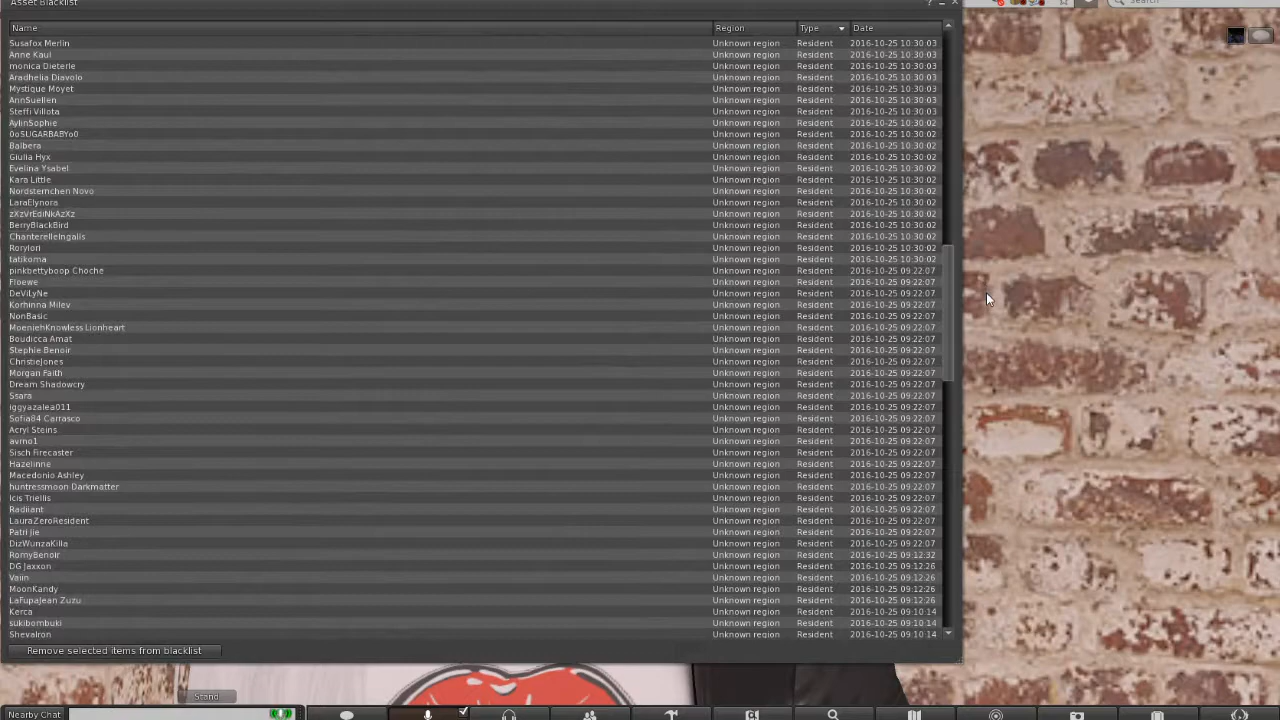 Asset Blacklist ? _ ×
Search
Name Region Type Date
Susafox Merlin Unknown region Resident 2016-10-25 10:30:03
Anne Kaul Unknown region Resident 2016-10-25 10:30:03
monica Dieterle Unknown region Resident 2016-10-25 10:30:03
Aradhelia Diavolo Unknown region Resident 2016-10-25 10:30:03
Mystique Moyet Unknown region Resident 2016-10-25 10:30:03
AnnSuellen Unknown region Resident 2016-10-25 10:30:03
Steffi Villota Unknown region Resident 2016-10-25 10:30:03
AylinSophie Unknown region Resident 2016-10-25 10:30:02
0oSUGARBABYo0 Unknown region Resident 2016-10-25 10:30:02
Balbera Unknown region Resident 2016-10-25 10:30:02
Giulia Hyx Unknown region Resident 2016-10-25 10:30:02
Evelina Ysabel Unknown region Resident 2016-10-25 10:30:02
Kara Little Unknown region Resident 2016-10-25 10:30:02
Nordsternchen Novo Unknown region Resident 2016-10-25 10:30:02
LaraElynora Unknown region Resident 2016-10-25 10:30:02
zXzVrEdiNkAzXz Unknown region Resident 2016-10-25 10:30:02
BerryBlackBird Unknown region Resident 2016-10-25 10:30:02
ChanterelleIngalls Unknown region Resident 2016-10-25 10:30:02
RoryIori Unknown region Resident 2016-10-25 10:30:02
tatikoma Unknown region Resident 2016-10-25 10:30:02
pinkbettyboop Choche Unknown region Resident 2016-10-25 09:22:07
Floewe Unknown region Resident 2016-10-25 09:22:07
DeViLyNe Unknown region Resident 2016-10-25 09:22:07
Korhinna Milev Unknown region Resident 2016-10-25 09:22:07
NonBasic Unknown region Resident 2016-10-25 09:22:07
MoeniehKnowless Lionheart Unknown region Resident 2016-10-25 09:22:07
Boudicca Amat Unknown region Resident 2016-10-25 09:22:07
Stephie Benoir Unknown region Resident 2016-10-25 09:22:07
ChristieJones Unknown region Resident 2016-10-25 09:22:07
Morgan Faith Unknown region Resident 2016-10-25 09:22:07
Dream Shadowcry Unknown region Resident 2016-10-25 09:22:07
Ssara Unknown region Resident 2016-10-25 09:22:07
iggyazalea011 Unknown region Resident 2016-10-25 09:22:07
Sofia84 Carrasco Unknown region Resident 2016-10-25 09:22:07
Acryl Steins Unknown region Resident 2016-10-25 09:22:07
avrno1 Unknown region Resident 2016-10-25 09:22:07
Sisch Firecaster Unknown region Resident 2016-10-25 09:22:07
Hazelinne Unknown region Resident 2016-10-25 09:22:07
Macedonio Ashley Unknown region Resident 2016-10-25 09:22:07
huntressmoon Darkmatter Unknown region Resident 2016-10-25 09:22:07
Icis Triellis Unknown region Resident 2016-10-25 09:22:07
Radiiant Unknown region Resident 2016-10-25 09:22:07
LauraZeroResident Unknown region Resident 2016-10-25 09:22:07
Patri Jie Unknown region Resident 2016-10-25 09:22:07
DizWunzaKilla Unknown region Resident 2016-10-25 09:22:07
RomyBenoir Unknown region Resident 2016-10-25 09:12:32
DG Jaxxon Unknown region Resident 2016-10-25 09:12:26
Vaiin Unknown region Resident 2016-10-25 09:12:26
MoonKandy Unknown region Resident 2016-10-25 09:12:26
LaFupaJean Zuzu Unknown region Resident 2016-10-25 09:12:26
Kerca Unknown region Resident 2016-10-25 09:10:14
sukibombuki Unknown region Resident 2016-10-25 09:10:14
Shevalron Unknown region Resident 2016-10-25 09:10:14
Remove selected items from blacklist
Stand
Nearby Chat